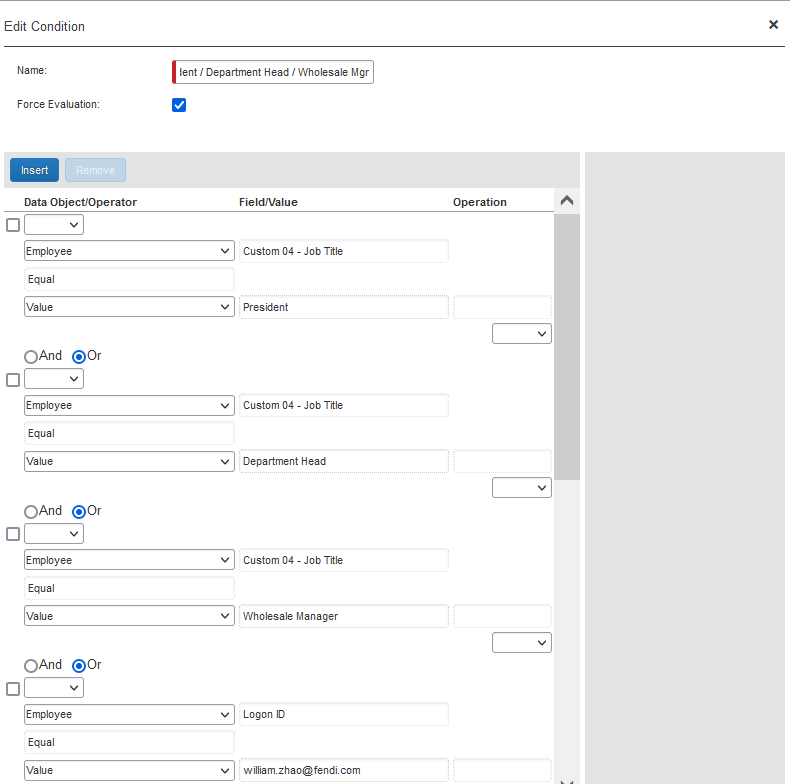 Edit Condition
Name:
/ Department Head / Wholesale Mgr
Force Evaluation:
Insert
Remove
Data Object/Operator Field/Value Operation
Employee Custom 04 - Job Title
Equal
Value President
And Or
Employee Custom 04 - Job Title
Equal
Value Department Head
And Or
Employee Custom 04 - Job Title
Equal
Value Wholesale Manager
And Or
Employee Logon ID
Equal
Value william.zhao@fendi.com